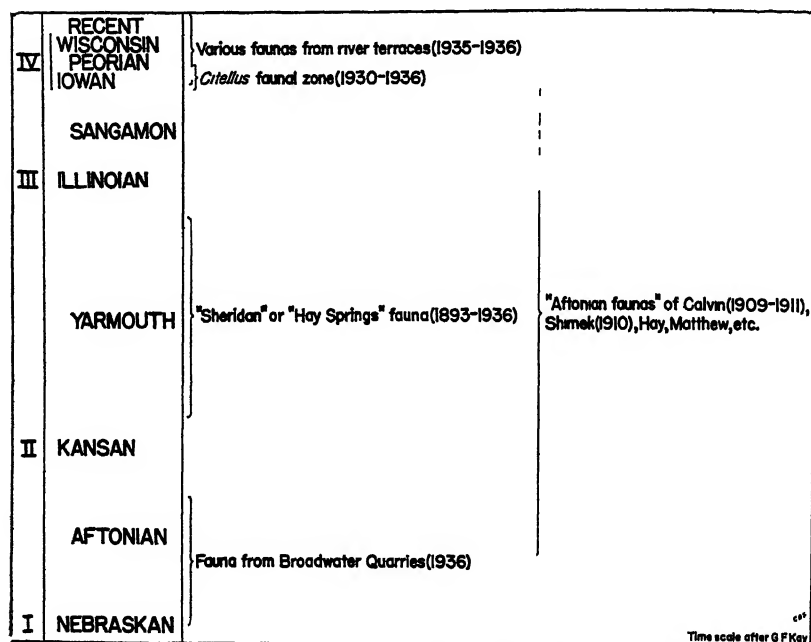 RECENT
IV WISCONSIN
PEORIAN
IOWAN
Various faunas from river terraces(1935-1936)
Citellus faunal zone(1930-1936)
SANGAMON
III ILLINOIAN
YARMOUTH
"Sheridan" or "Hay Springs" fauna(1893-1936)
"Aftonian faunas" of Calvin(1909-1911),
Shimek(1910),Hay,Matthew,etc.
II KANSAN
AFTONIAN
Fauna from Broadwater Quarries(1936)
I NEBRASKAN
Time scale after G F Kay